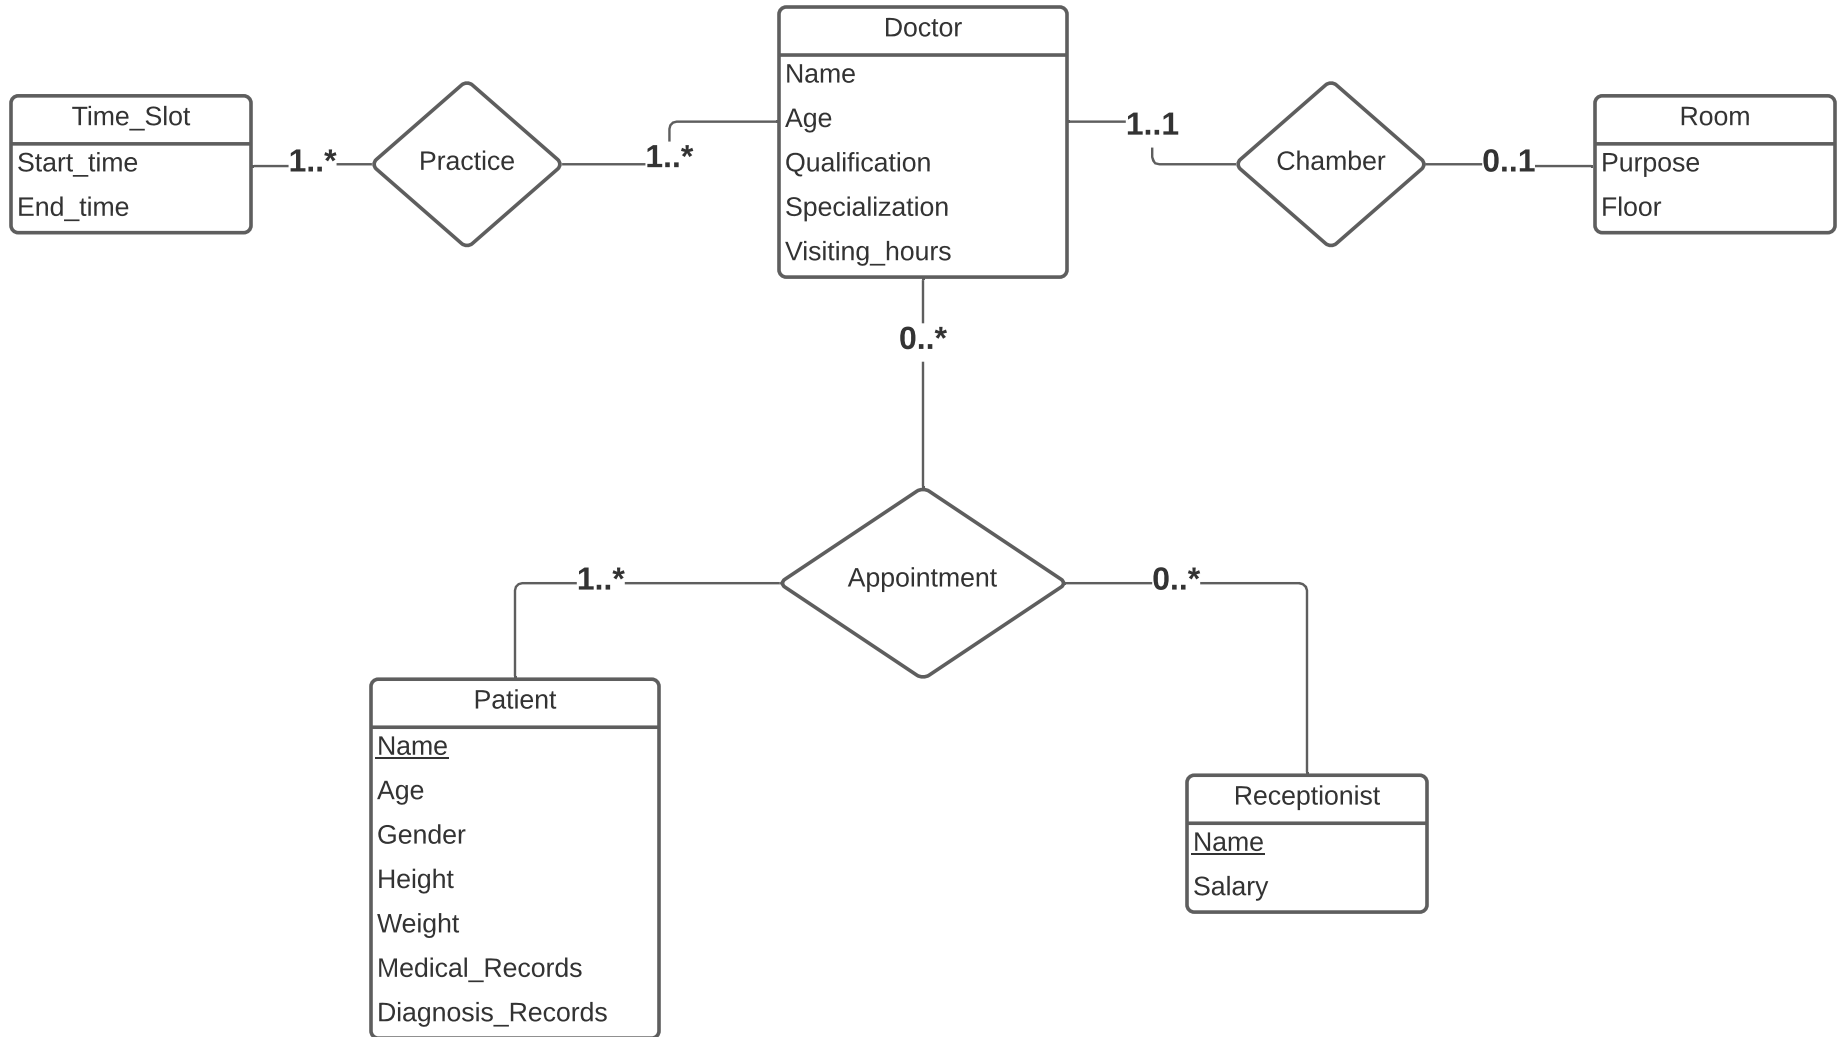 Doctor
Name
Age
Qualification
Specialization
Visiting_hours
Time_Slot
Start_time
End_time
1..*
Practice
1..*
1..1
Chamber
0..1
Room
Purpose
Floor
0..*
Appointment
1..*
0..*
Patient
Name
Age
Gender
Height
Weight
Medical_Records
Diagnosis_Records
Receptionist
Name
Salary